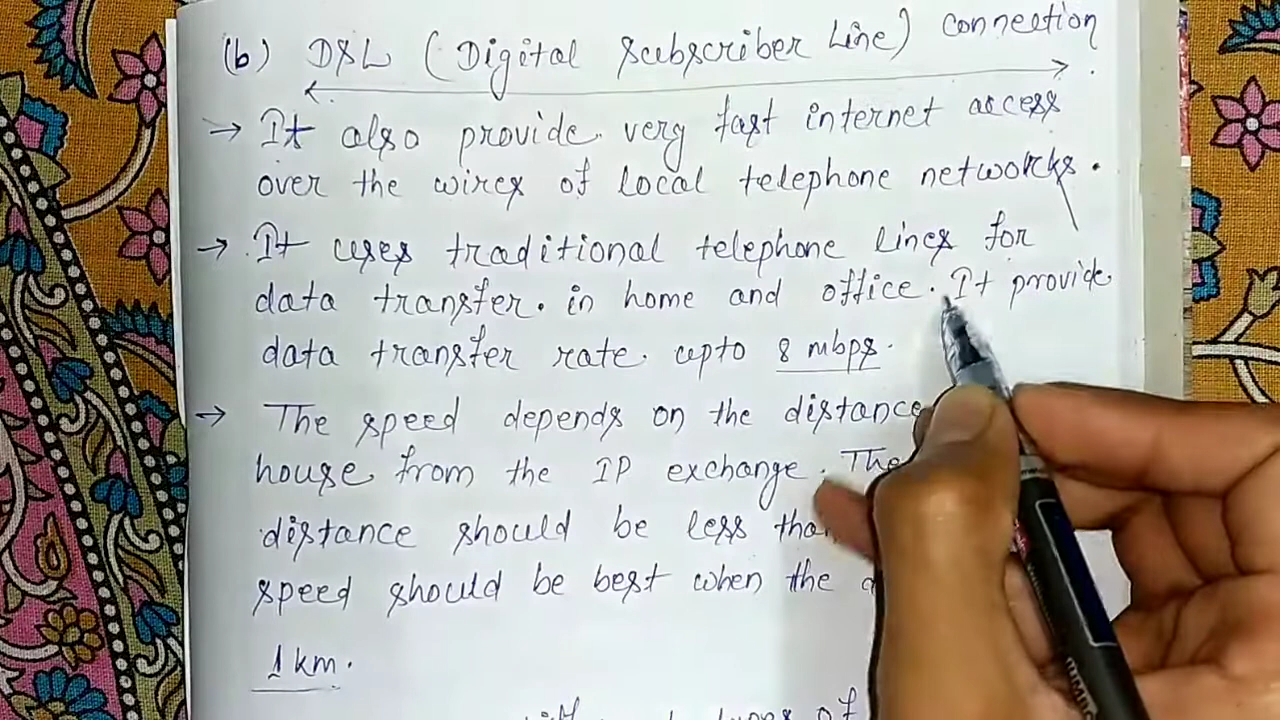 (b) DSL (Digital Subscriber Line) connection
→ It also provide very fast internet access
over the wires of local telephone networks.
→ It uses traditional telephone lines for
data transfer. in home and office. It provide
data transfer rate upto 8 mbps.
→ The speed depends on the distance
house from the IP exchange. The
distance should be less than
speed should be best when the
1 km.
of